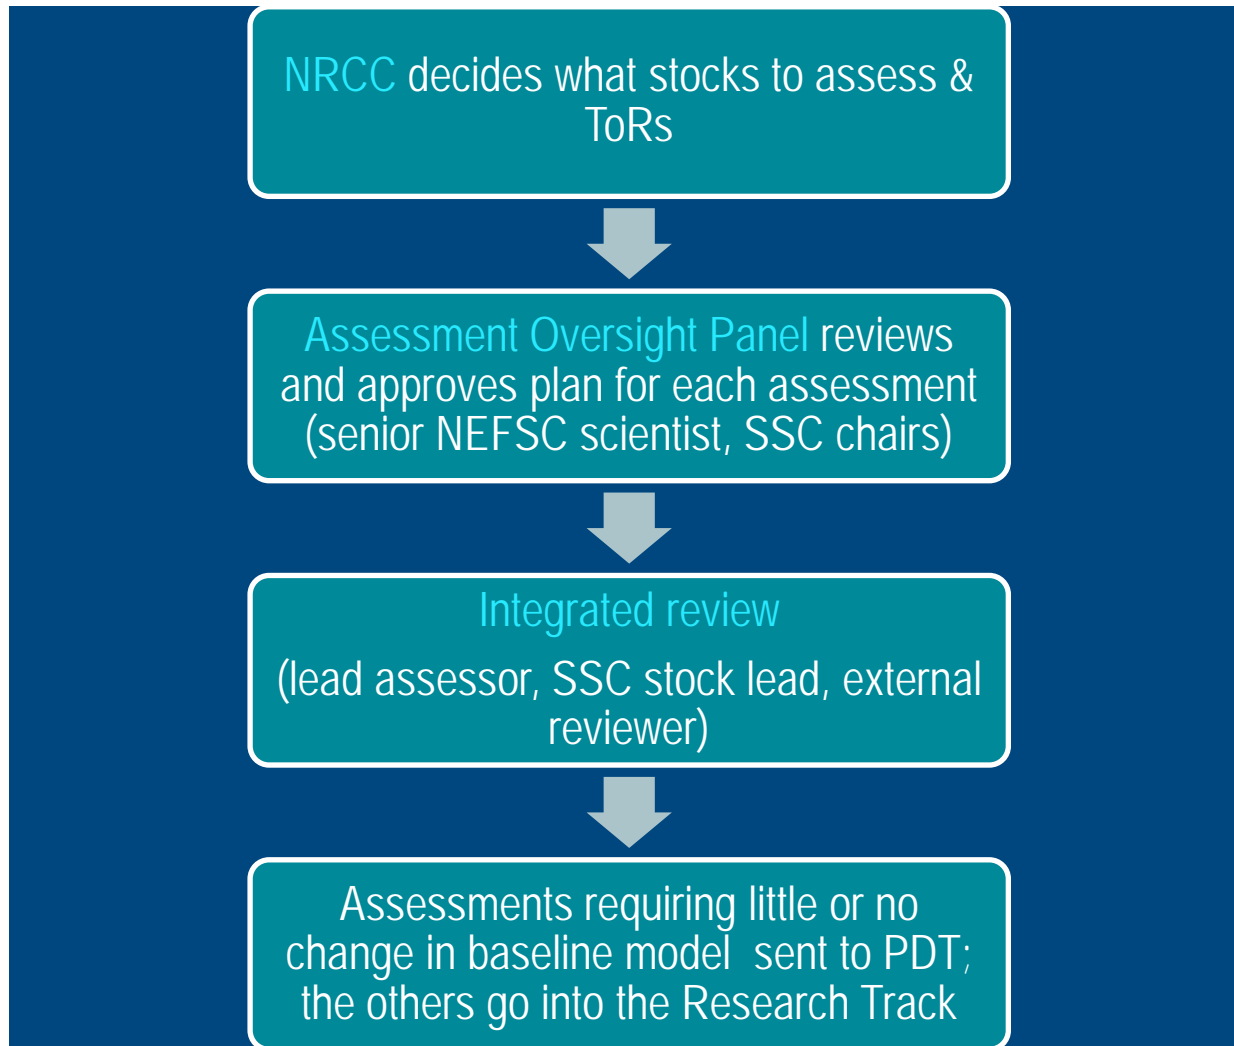 NRCC decides what stocks to assess &
ToRs
Assessment Oversight Panel reviews
and approves plan for each assessment
(senior NEFSC scientist, SSC chairs)
Integrated review
(lead assessor, SSC stock lead, external
reviewer)
Assessments requiring little or no
change in baseline model sent to PDT;
the others go into the Research Track